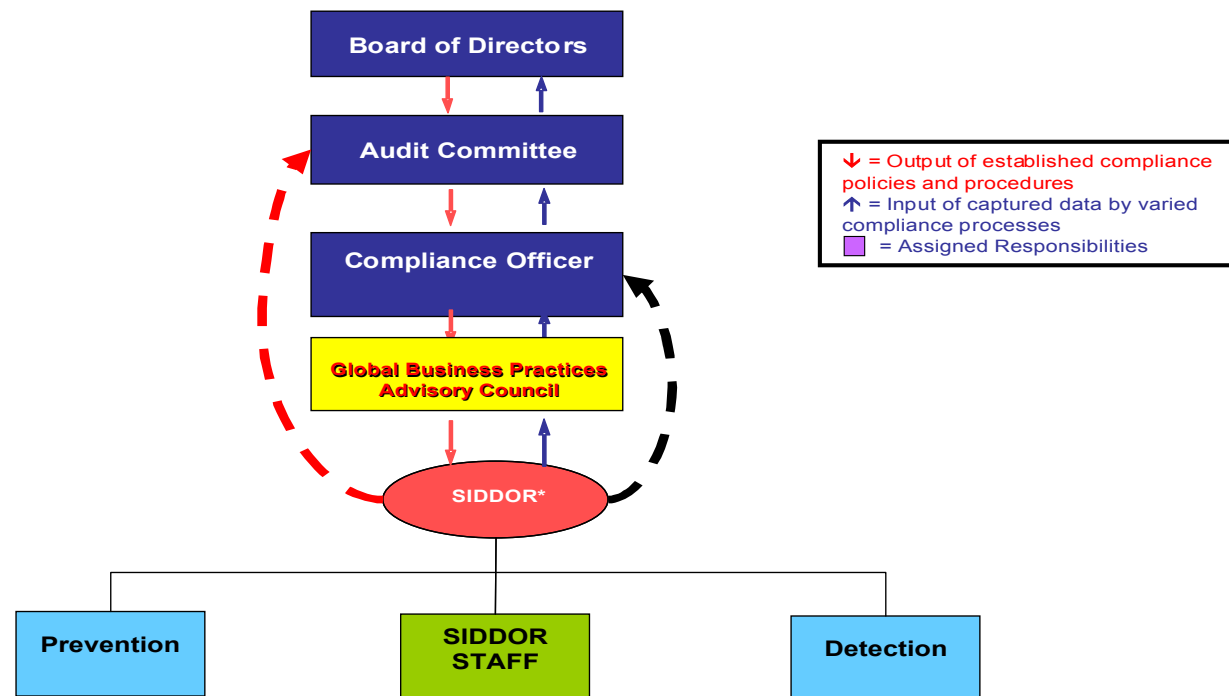 Board of Directors
Audit Committee
↓ = Output of established compliance
policies and procedures
↑ = Input of captured data by varied
compliance processes
= Assigned Responsibilities
Compliance Officer
Global Business Practices
Advisory Council
SIDDOR*
Prevention
SIDDOR
STAFF
Detection